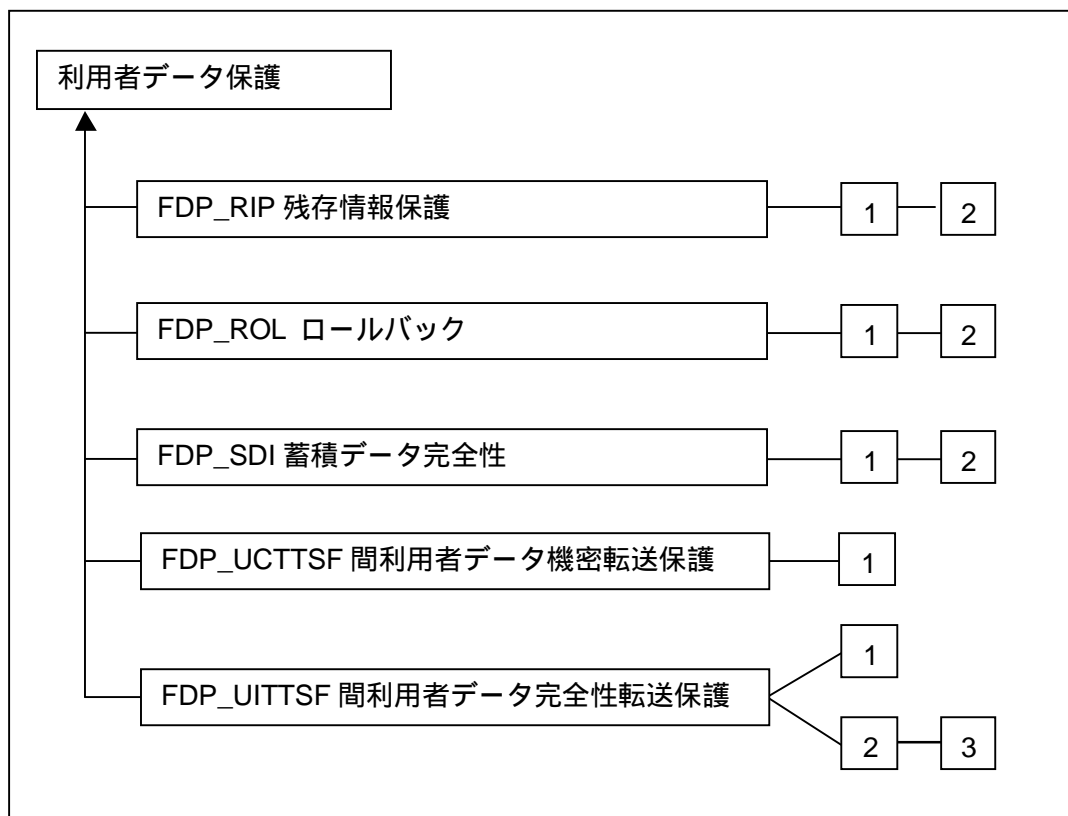 利用者データ保護
FDP_RIP 残存情報保護
1
2
FDP_ROL ロールバック
1
2
FDP_SDI 蓄積データ完全性
1
2
FDP_UCTTSF 間利用者データ機密転送保護
1
FDP_UITTSF 間利用者データ完全性転送保護
1
2
3